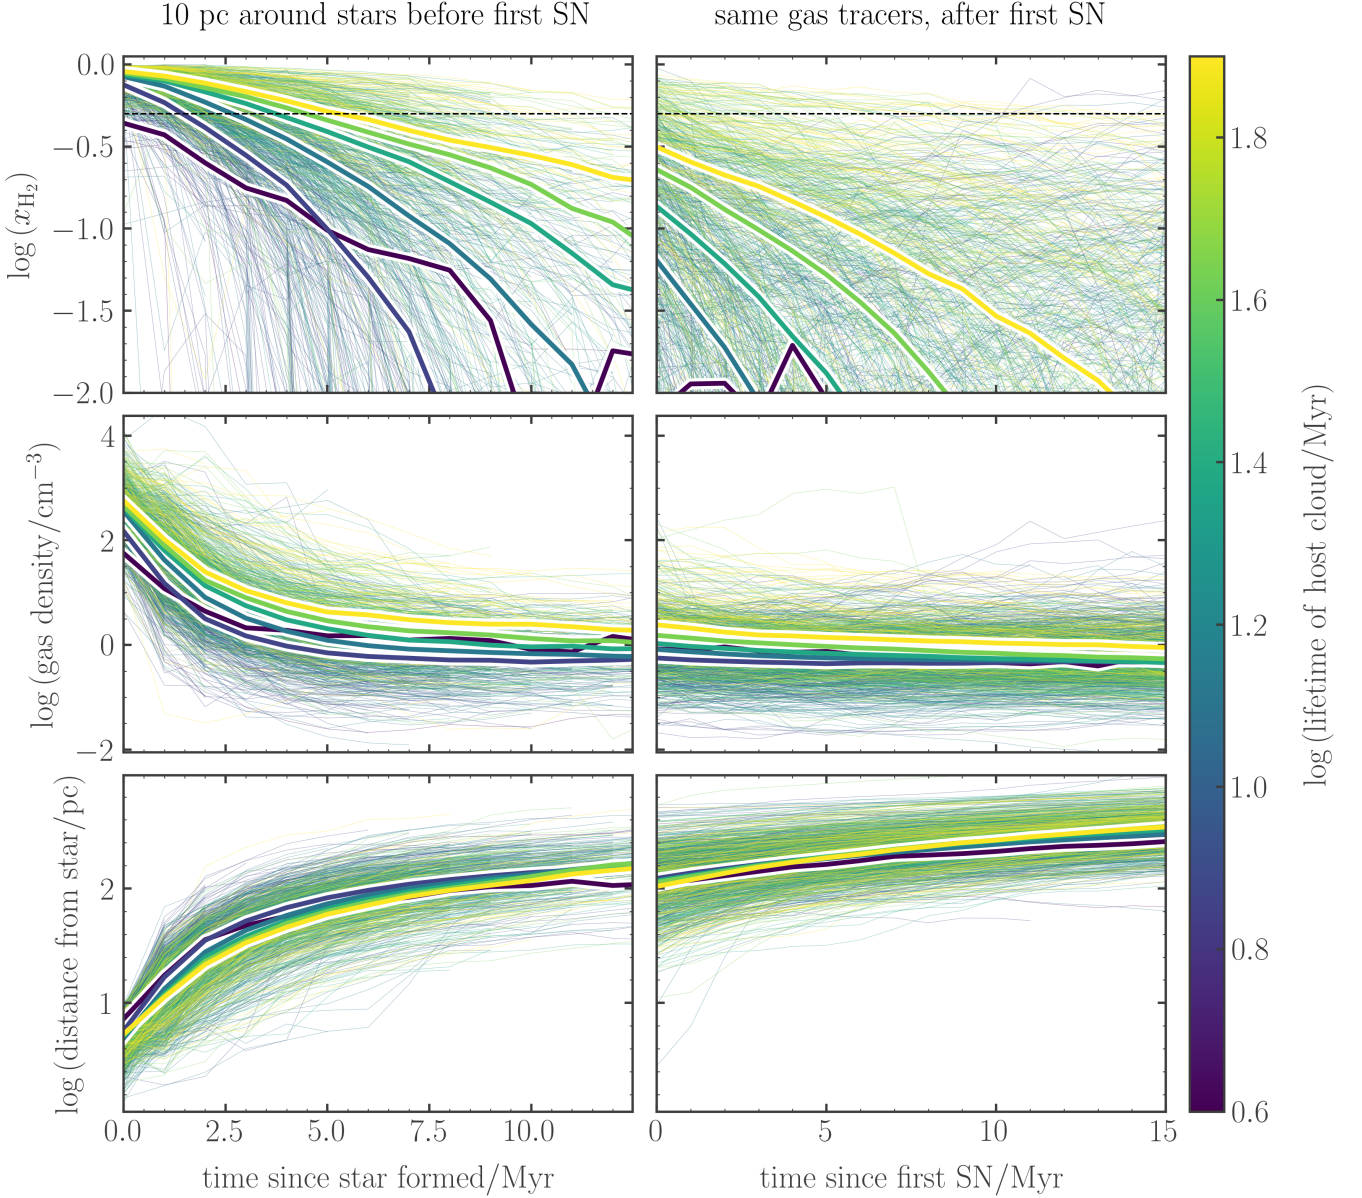 10 pc around stars before first SN
same gas tracers, after first SN
log (x_H₂)
0.0
−0.5
−1.0
−1.5
−2.0
log (gas density/cm⁻³)
4
2
0
−2
log (distance from star/pc)
2
1
0.0 2.5 5.0 7.5 10.0
0 5 10 15
time since star formed/Myr
time since first SN/Myr
1.8
1.6
1.4
1.2
1.0
0.8
0.6
log (lifetime of host cloud/Myr)